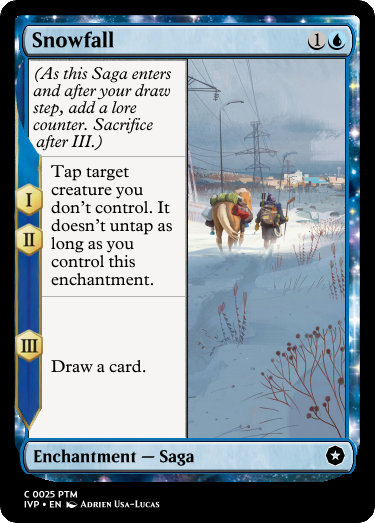 Snowfall
1
(As this Saga enters
and after your draw
step, add a lore
counter. Sacrifice
after III.)
I
II
Tap target
creature you
don't control. It
doesn't untap as
long as you
control this
enchantment.
III
Draw a card.
Enchantment — Saga
C 0025 PTM
IVP • EN Adrien Usa-Lucas